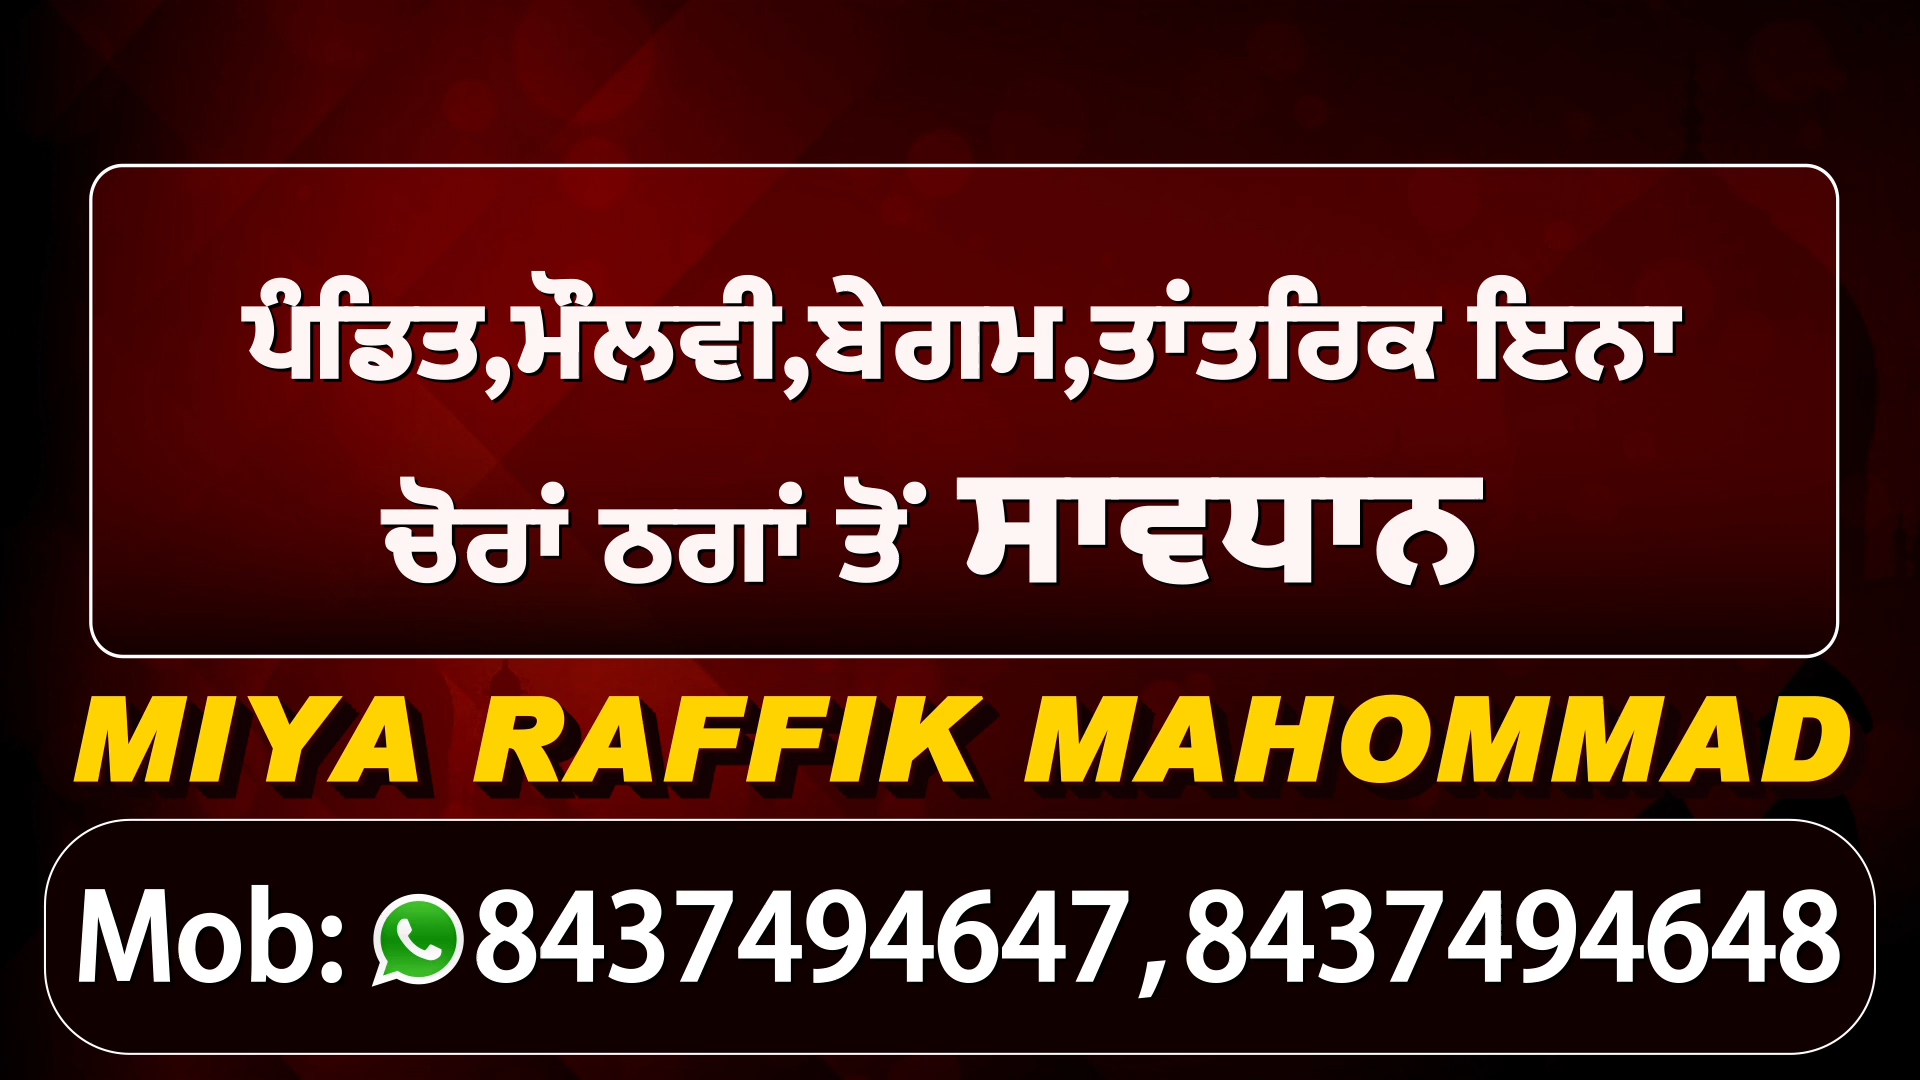 ਪੰਡਿਤ,ਮੌਲਵੀ,ਬੇਗਮ,ਤਾਂਤਰਿਕ ਇਨਾ
ਚੋਰਾਂ ਠਗਾਂ ਤੋਂ ਸਾਵਧਾਨ
MIYA RAFFIK MAHOMMAD
Mob: 8437494647, 8437494648